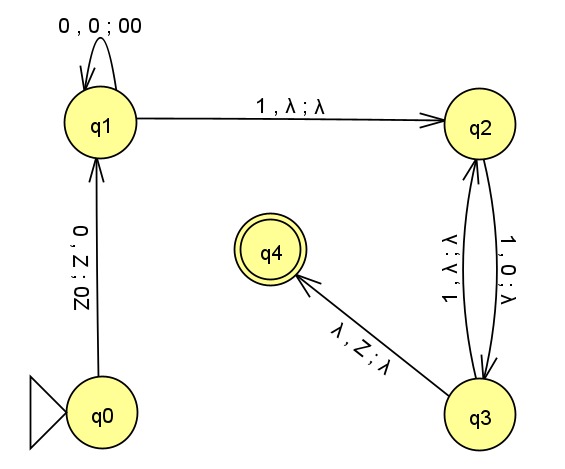 0 , 0 ; 00
q1
1 , λ ; λ
q2
0 , Z ; 0Z
q4
1 , λ ; λ
1 , 0 ; λ
λ , Z ; λ
q0
q3